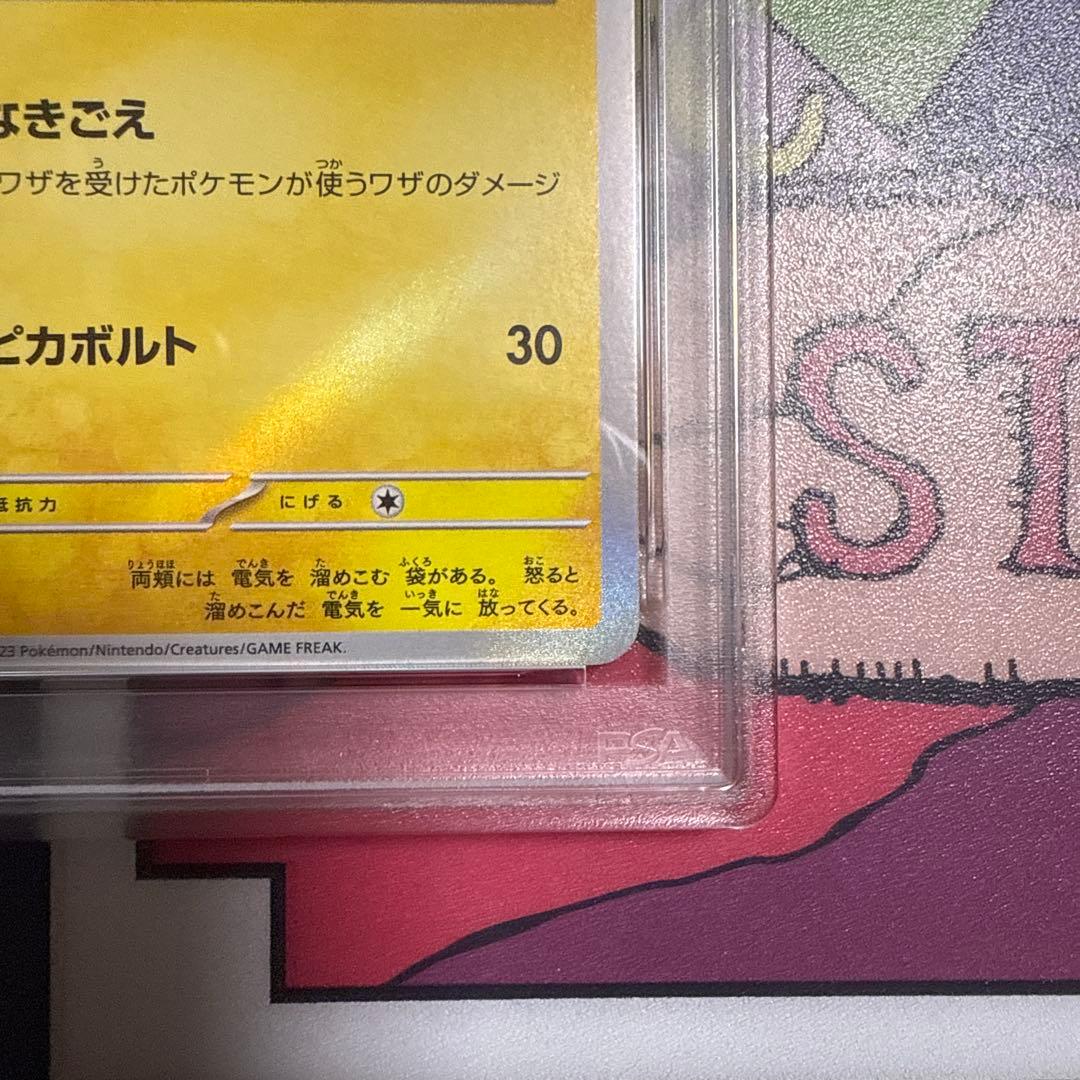 なきごえ
ワザを受けたポケモンが使うワザのダメージ
ピカボルト 30
抵抗力 にげる
両頬には 電気を 溜めこむ 袋がある。 怒ると
溜めこんだ 電気を 一気に 放ってくる。
23 Pokémon/Nintendo/Creatures/GAME FREAK.
PSA
ST